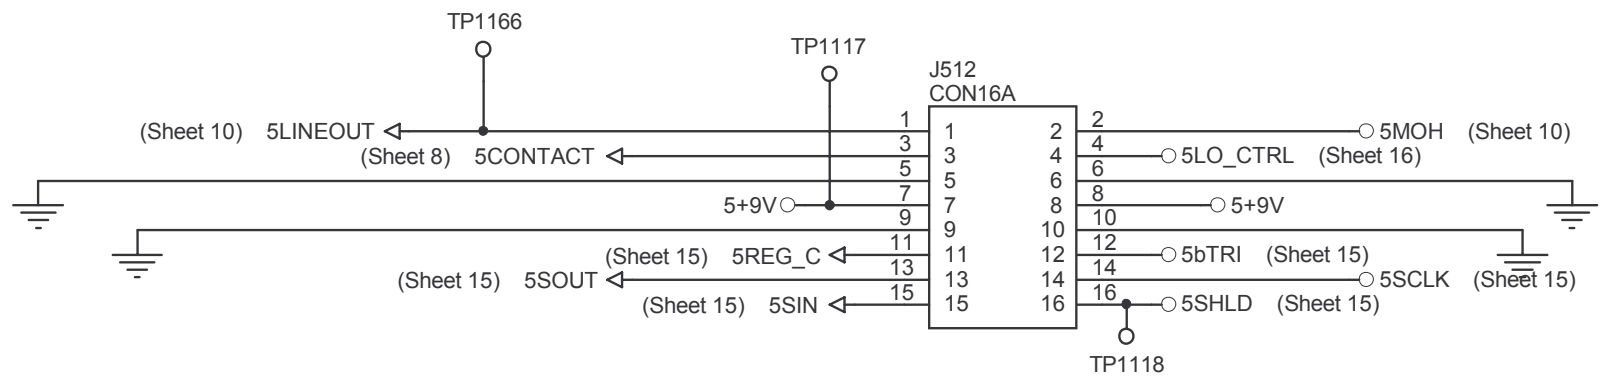 TP1166
TP1117
J512
CON16A
(Sheet 10) 5LINEOUT 1 1 2 2 5MOH (Sheet 10)
(Sheet 8) 5CONTACT 3 3 4 4 5LO_CTRL (Sheet 16)
5 5 6 6
5+9V 7 7 8 8 5+9V
9 9 10 10
(Sheet 15) 5REG_C 11 11 12 12 5bTRI (Sheet 15)
(Sheet 15) 5SOUT 13 13 14 14 5SCLK (Sheet 15)
(Sheet 15) 5SIN 15 15 16 16 5SHLD (Sheet 15)
TP1118